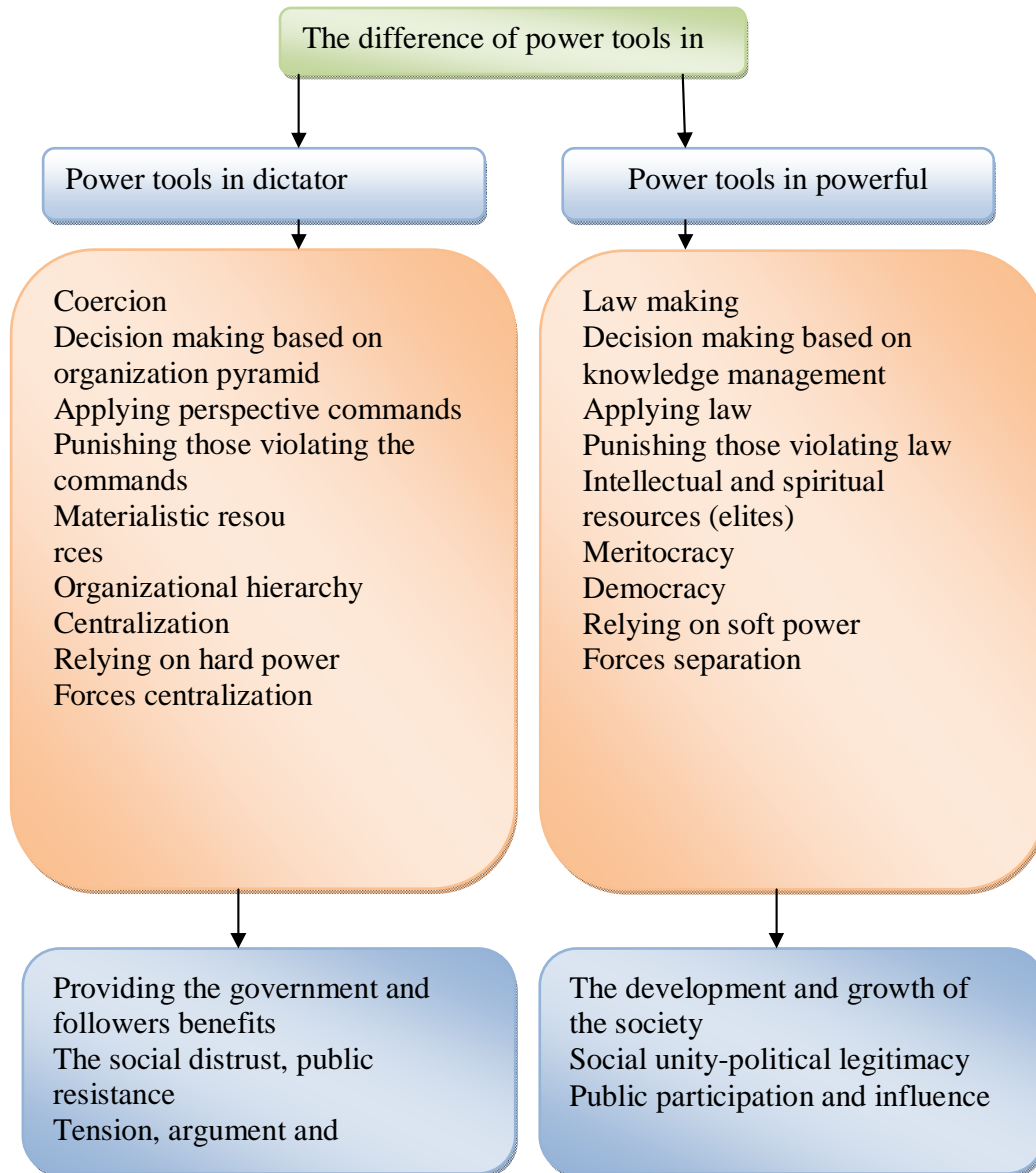 The difference of power tools in
Power tools in dictator
Power tools in powerful
Coercion
Decision making based on
organization pyramid
Applying perspective commands
Punishing those violating the
commands
Materialistic resou
rces
Organizational hierarchy
Centralization
Relying on hard power
Forces centralization
Law making
Decision making based on
knowledge management
Applying law
Punishing those violating law
Intellectual and spiritual
resources (elites)
Meritocracy
Democracy
Relying on soft power
Forces separation
Providing the government and
followers benefits
The social distrust, public
resistance
Tension, argument and
The development and growth of
the society
Social unity-political legitimacy
Public participation and influence